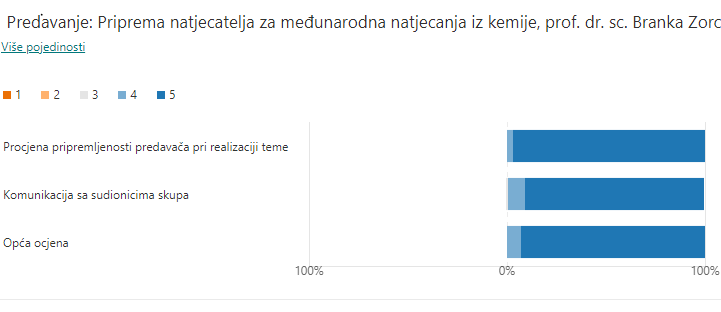 Predavanje: Priprema natjecatelja za međunarodna natjecanja iz kemije, prof. dr. sc. Branka Zorc
Više pojedinosti
1 2 3 4 5
Procjena pripremljenosti predavača pri realizaciji teme
Komunikacija sa sudionicima skupa
Opća ocjena
100% 0% 100%